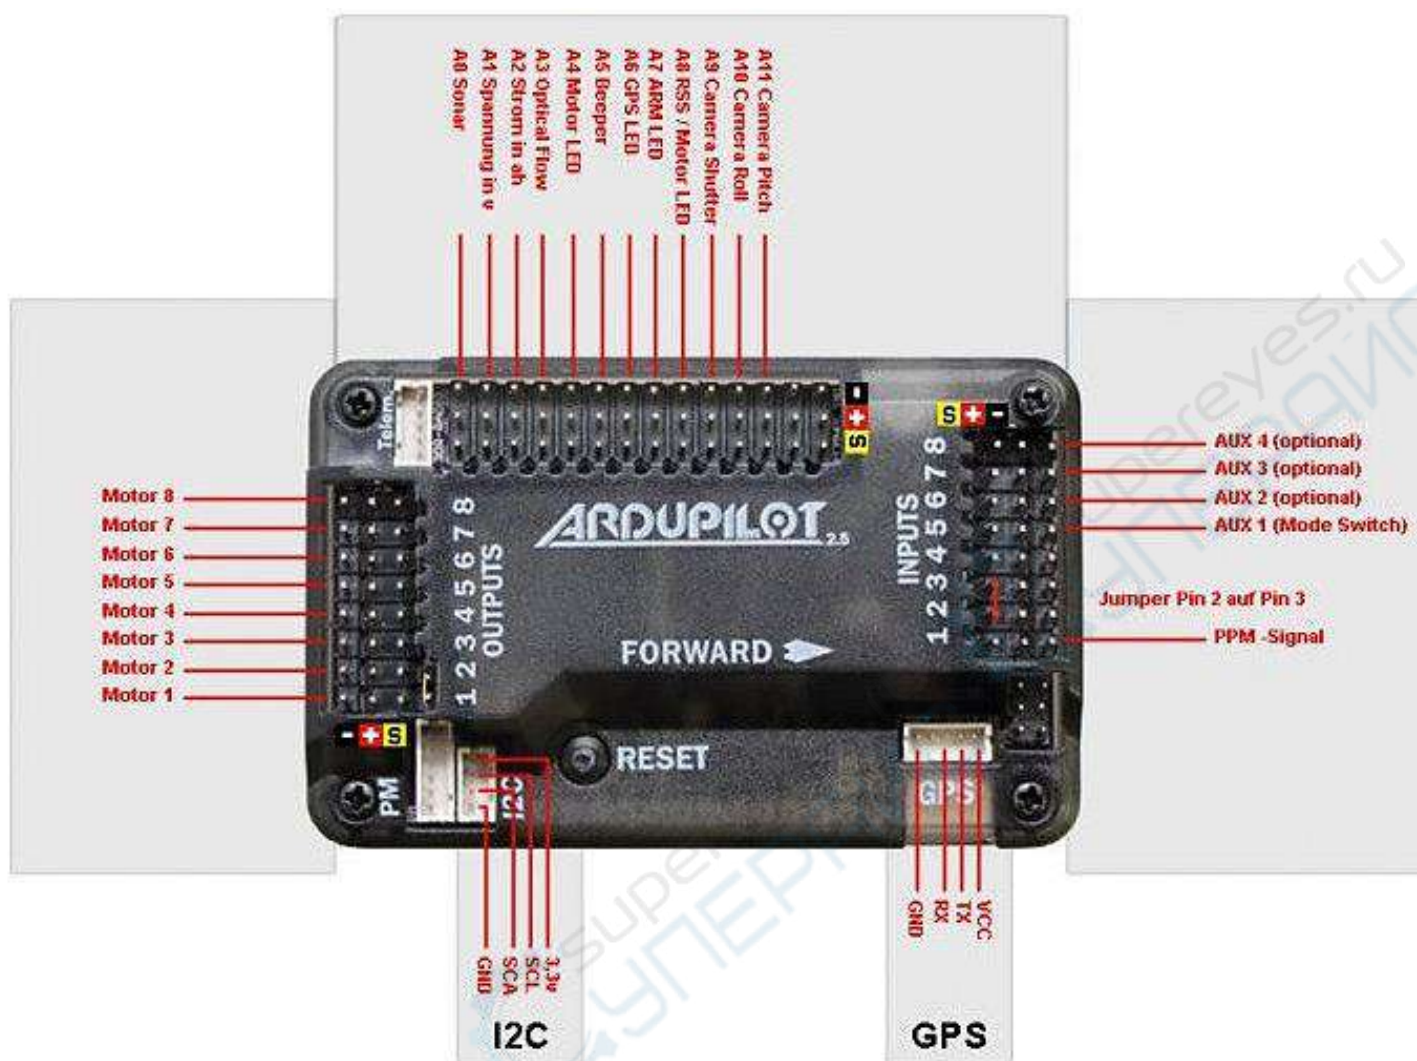 A0 Sonar
A1 Spannung in v
A2 Strom in ah
A3 Optical Flow
A4 Motor LED
A5 Beeper
A6 GPS LED
A7 ARM LED
A8 RSS / Motor LED
A9 Camera Shutter
A10 Camera Roll
A11 Camera Pitch
Telem.
- + S
S + -
Motor 8
Motor 7
Motor 6
Motor 5
Motor 4
Motor 3
Motor 2
Motor 1
1 2 3 4 5 6 7 8
OUTPUTS
ARDUPILOT 2.5
INPUTS
1 2 3 4 5 6 7 8
AUX 4 (optional)
AUX 3 (optional)
AUX 2 (optional)
AUX 1 (Mode Switch)
Jumper Pin 2 auf Pin 3
PPM -Signal
FORWARD
- + S
RESET
PM
I2C
GPS
GND
SCA
SCL
3,3v
GND
RX
TX
VCC
I2C
GPS
supereyes.ru